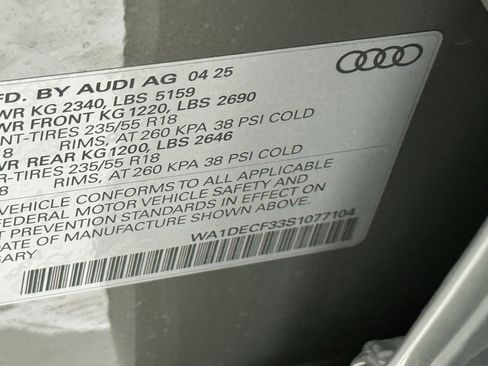 FD. BY AUDI AG 04 25
WR KG 2340, LBS 5159
WR FRONT KG 1220, LBS 2690
NT-TIRES 235/55 R18
8 RIMS, AT 260 KPA 38 PSI COLD
WR REAR KG 1200, LBS 2646
R-TIRES 235/55 R18
8 RIMS, AT 260 KPA 38 PSI COLD
VEHICLE CONFORMS TO ALL APPLICABLE
FEDERAL MOTOR VEHICLE SAFETY AND
T PREVENTION STANDARDS IN EFFECT ON
DATE OF MANUFACTURE SHOWN ABOVE.
GARY WA1DECF33S1077104